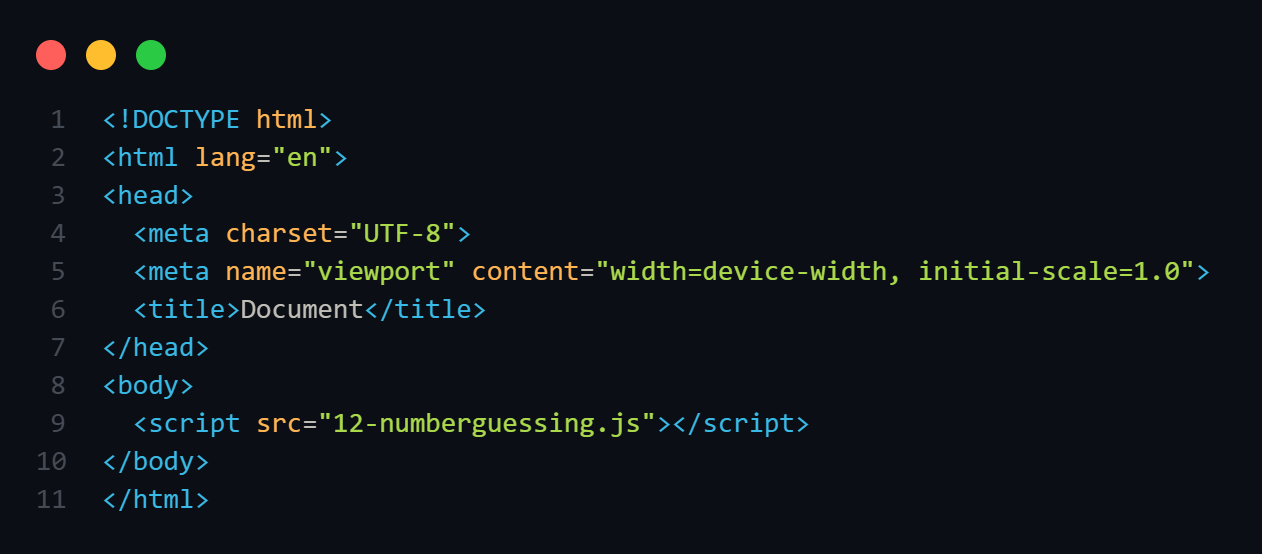 1 <!DOCTYPE html>
2 <html lang="en">
3 <head>
4   <meta charset="UTF-8">
5   <meta name="viewport" content="width=device-width, initial-scale=1.0">
6   <title>Document</title>
7 </head>
8 <body>
9   <script src="12-numberguessing.js"></script>
10 </body>
11 </html>